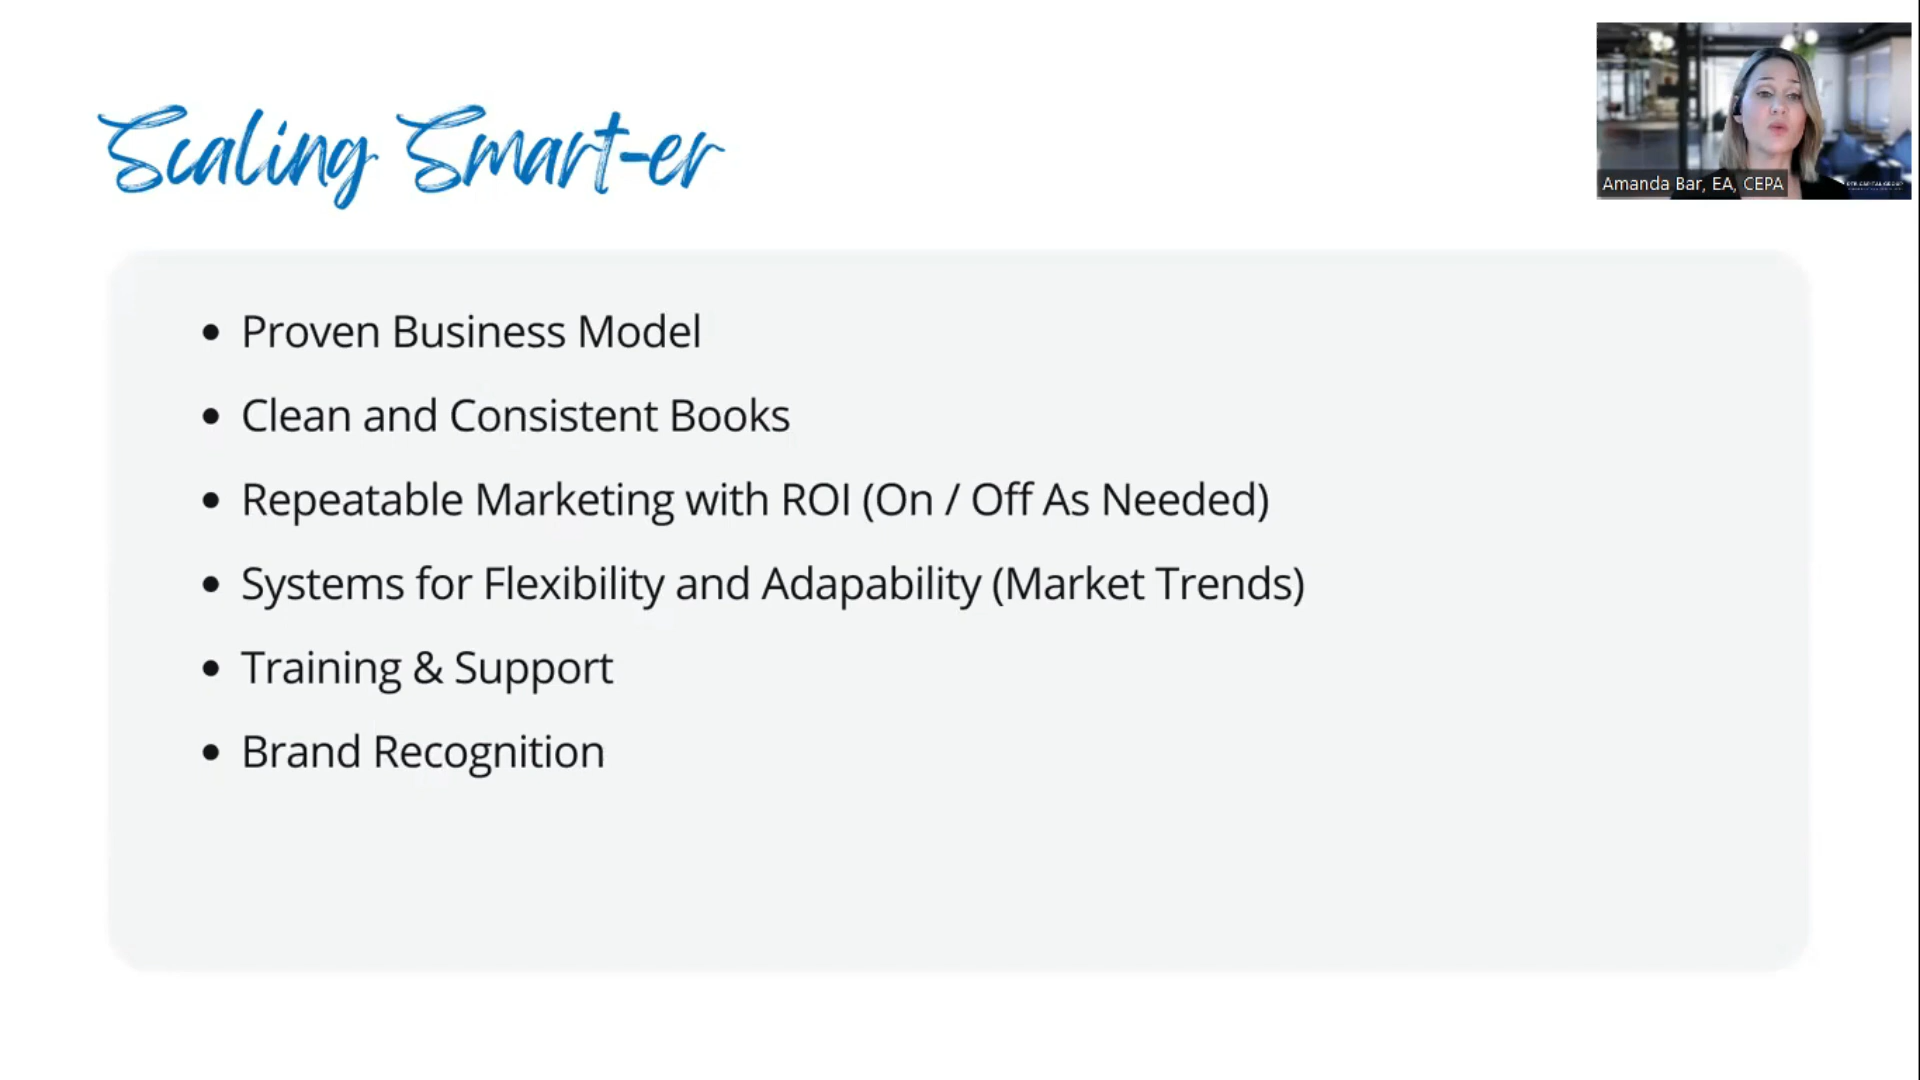 Scaling Smart-er
Amanda Bar, EA, CEPA
• Proven Business Model
• Clean and Consistent Books
• Repeatable Marketing with ROI (On / Off As Needed)
• Systems for Flexibility and Adapability (Market Trends)
• Training & Support
• Brand Recognition